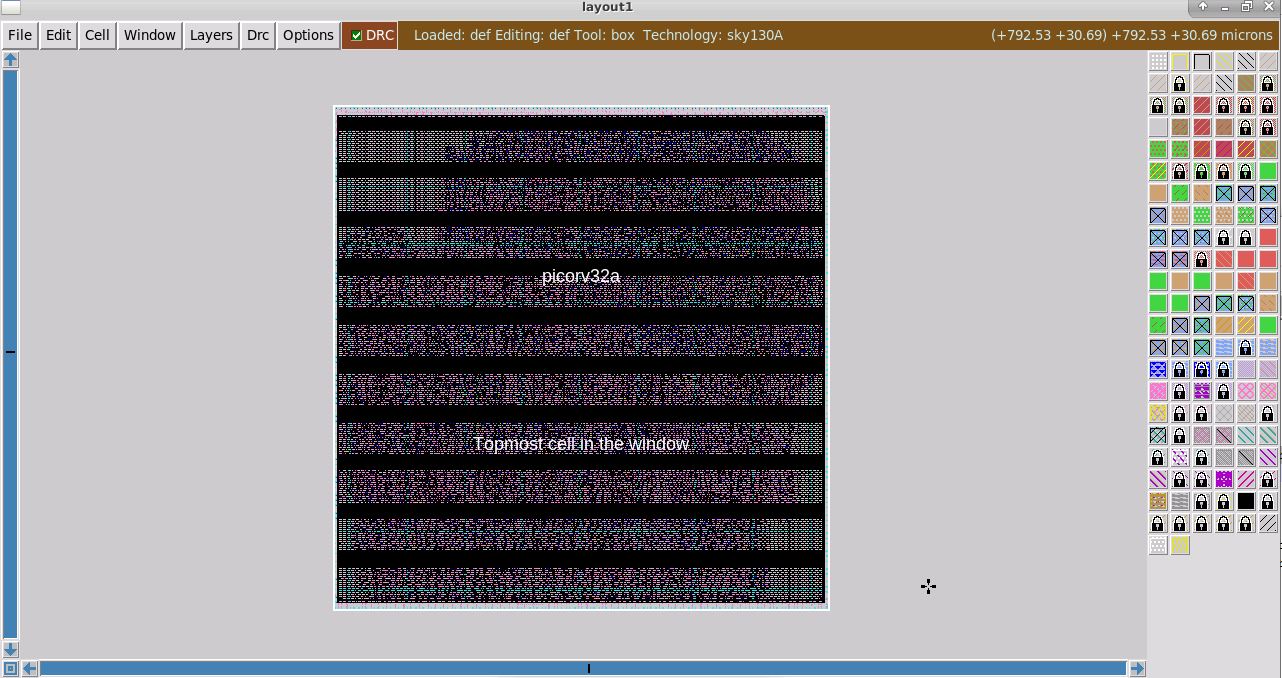 layout1
File Edit Cell Window Layers Drc Options DRC Loaded: def Editing: def Tool: box Technology: sky130A (+792.53 +30.69) +792.53 +30.69 microns
picorv32a
Topmost cell in the window